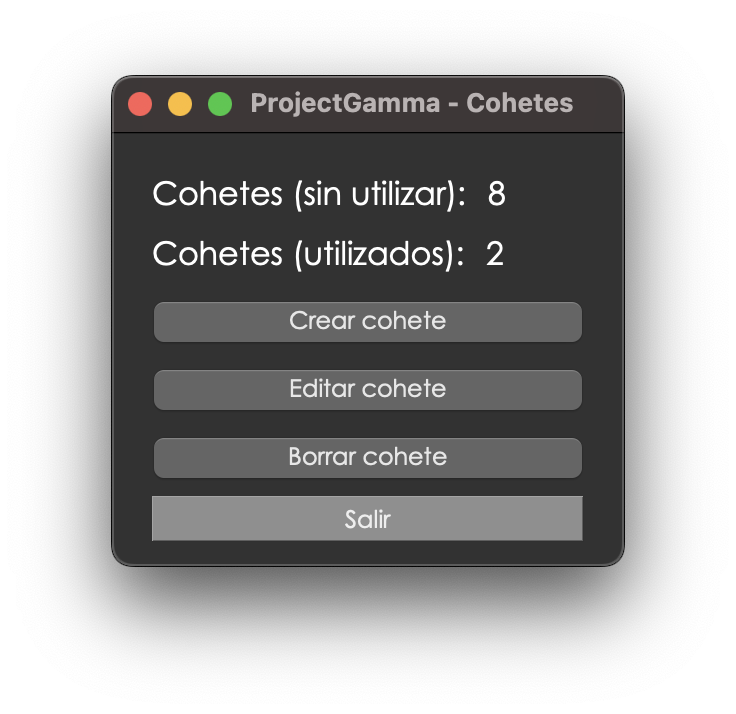 ProjectGamma - Cohetes
Cohetes (sin utilizar): 8
Cohetes (utilizados): 2
Crear cohete
Editar cohete
Borrar cohete
Salir